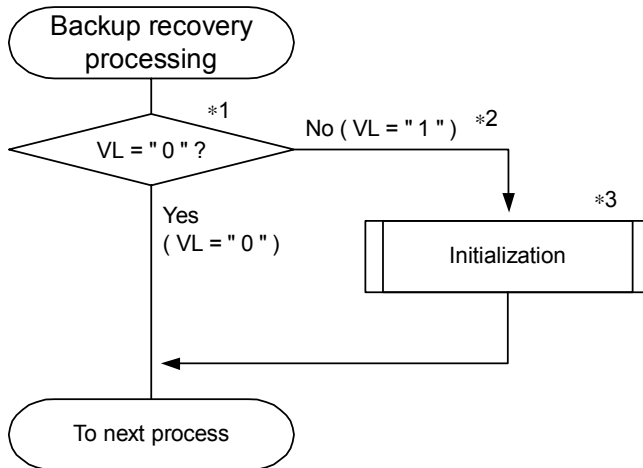 Backup recovery
processing
*1
VL = " 0 " ?
No ( VL = " 1 " )
*2
Yes
( VL = " 0 " )
*3
Initialization
To next process